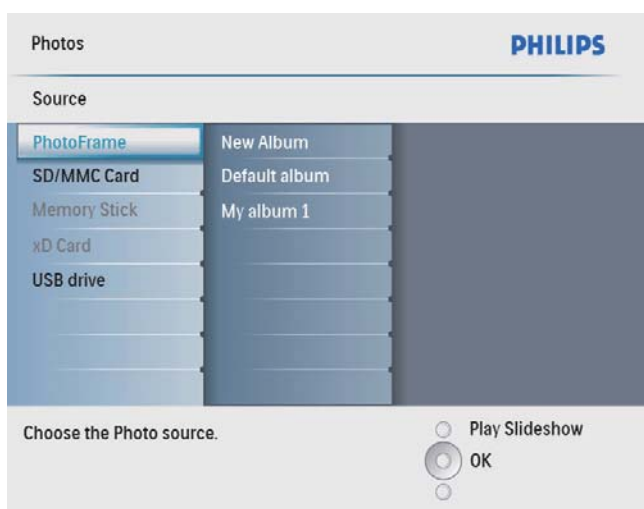 Photos
PHILIPS
Source
PhotoFrame
New Album
SD/MMC Card
Default album
Memory Stick
My album 1
xD Card
USB drive
Choose the Photo source.
Play Slideshow
OK